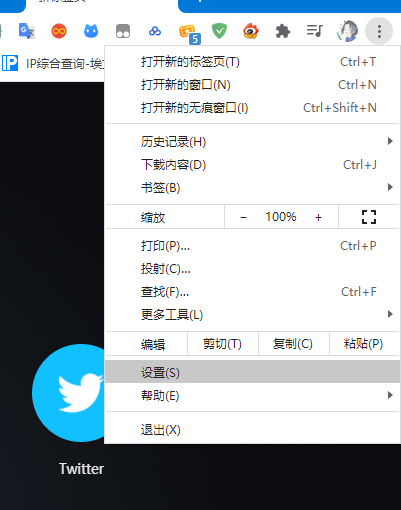 5
IP综合查询-埃
打开新的标签页(T) Ctrl+T
打开新的窗口(N) Ctrl+N
打开新的无痕窗口(I) Ctrl+Shift+N
历史记录(H)
下载内容(D) Ctrl+J
书签(B)
缩放 − 100% +
打印(P)... Ctrl+P
投射(C)...
查找(F)... Ctrl+F
更多工具(L)
编辑 剪切(T) 复制(C) 粘贴(P)
设置(S)
帮助(E)
退出(X)
Twitter